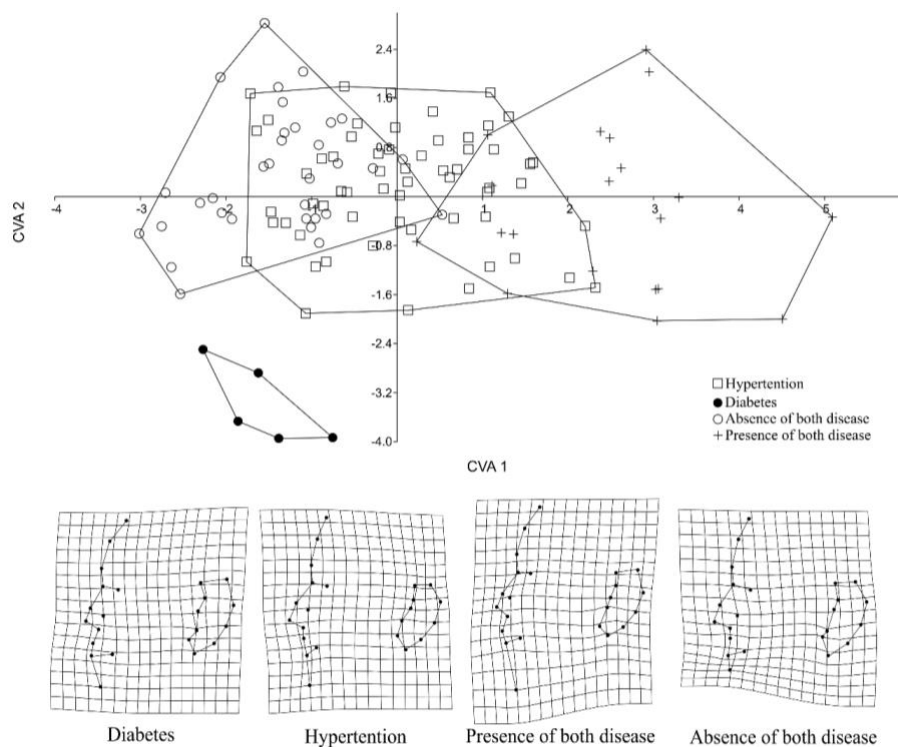 2.4
1.6
0.8
-4 -3 -2 -1 1 2 3 4 5
-0.8
-1.6
-2.4
-3.2
-4.0
CVA 2
CVA 1
Hypertention
Diabetes
Absence of both disease
Presence of both disease
Diabetes Hypertention Presence of both disease Absence of both disease